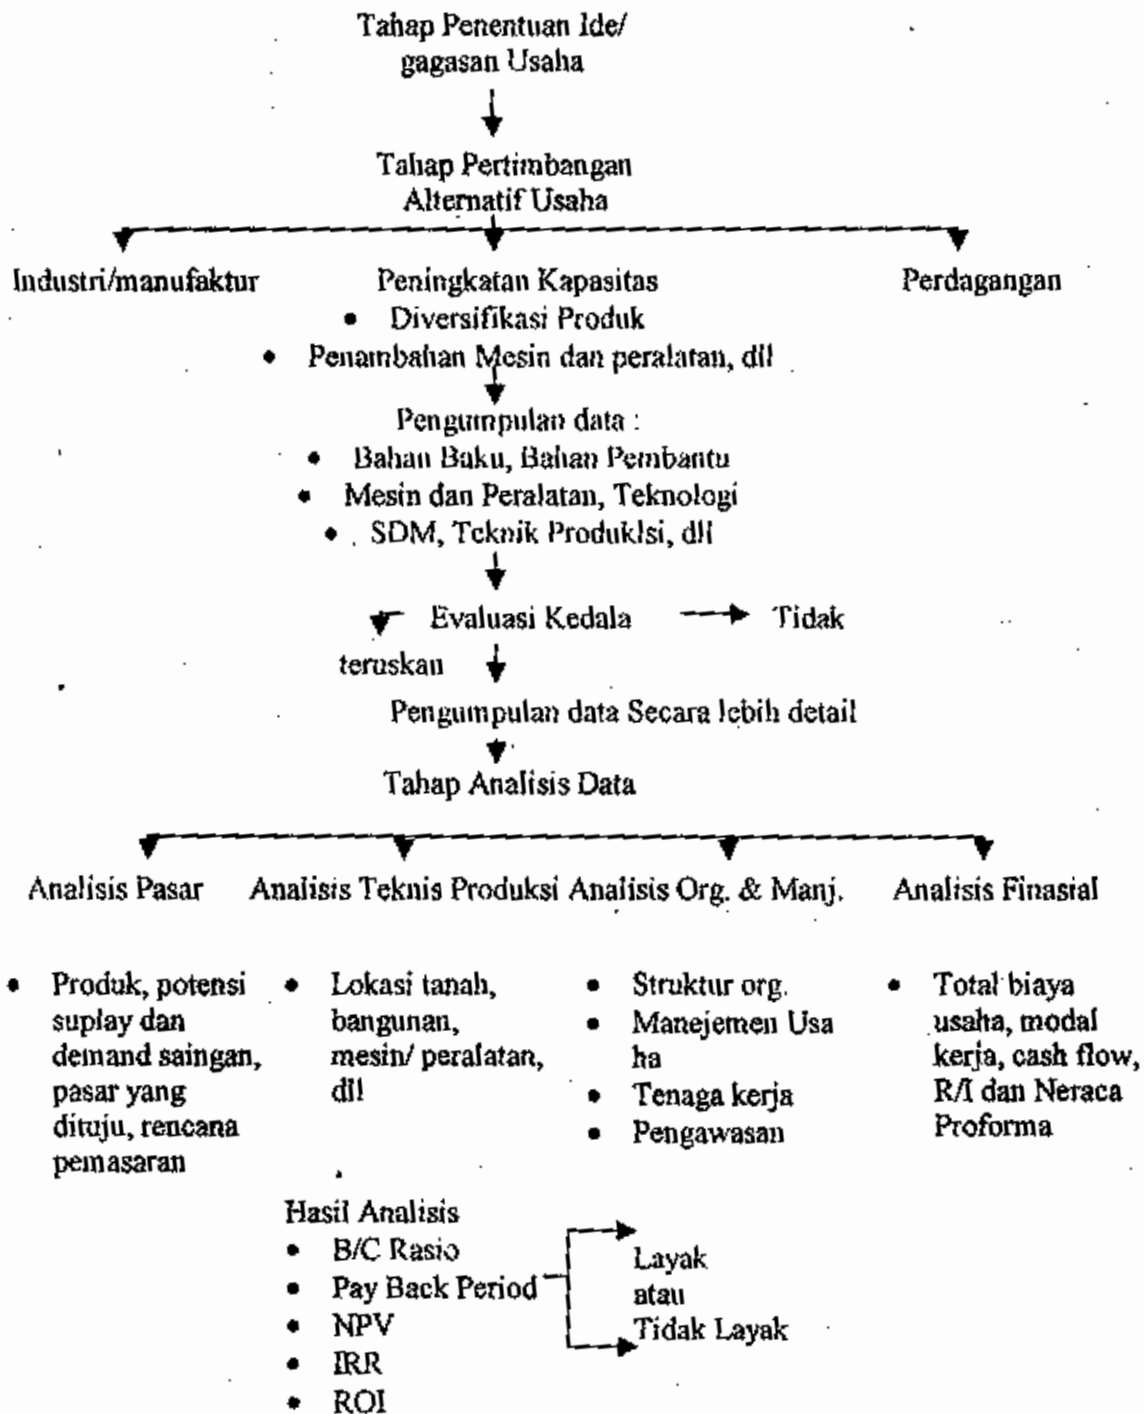 Tahap Penentuan Ide/
gagasan Usaha
Tahap Pertimbangan
Alternatif Usaha
Industri/manufaktur
Peningkatan Kapasitas
• Diversifikasi Produk
• Penambahan Mesin dan peralatan, dll
Perdagangan
Pengumpulan data :
• Bahan Baku, Bahan Pembantu
• Mesin dan Peralatan, Teknologi
• SDM, Teknik ProdukIsi, dll
Evaluasi Kedala
Tidak
teruskan
Pengumpulan data Secara lebih detail
Tahap Analisis Data
Analisis Pasar
Analisis Teknis Produksi
Analisis Org. & Manj.
Analisis Finasial
• Produk, potensi
suplay dan
demand saingan,
pasar yang
dituju, rencana
pemasaran
• Lokasi tanah,
bangunan,
mesin/ peralatan,
dll
• Struktur org.
• Manejemen Usa
ha
• Tenaga kerja
• Pengawasan
• Total biaya
usaha, modal
kerja, cash flow,
R/I dan Neraca
Proforma
Hasil Analisis
• B/C Rasio
• Pay Back Period
• NPV
• IRR
• ROI
Layak
atau
Tidak Layak